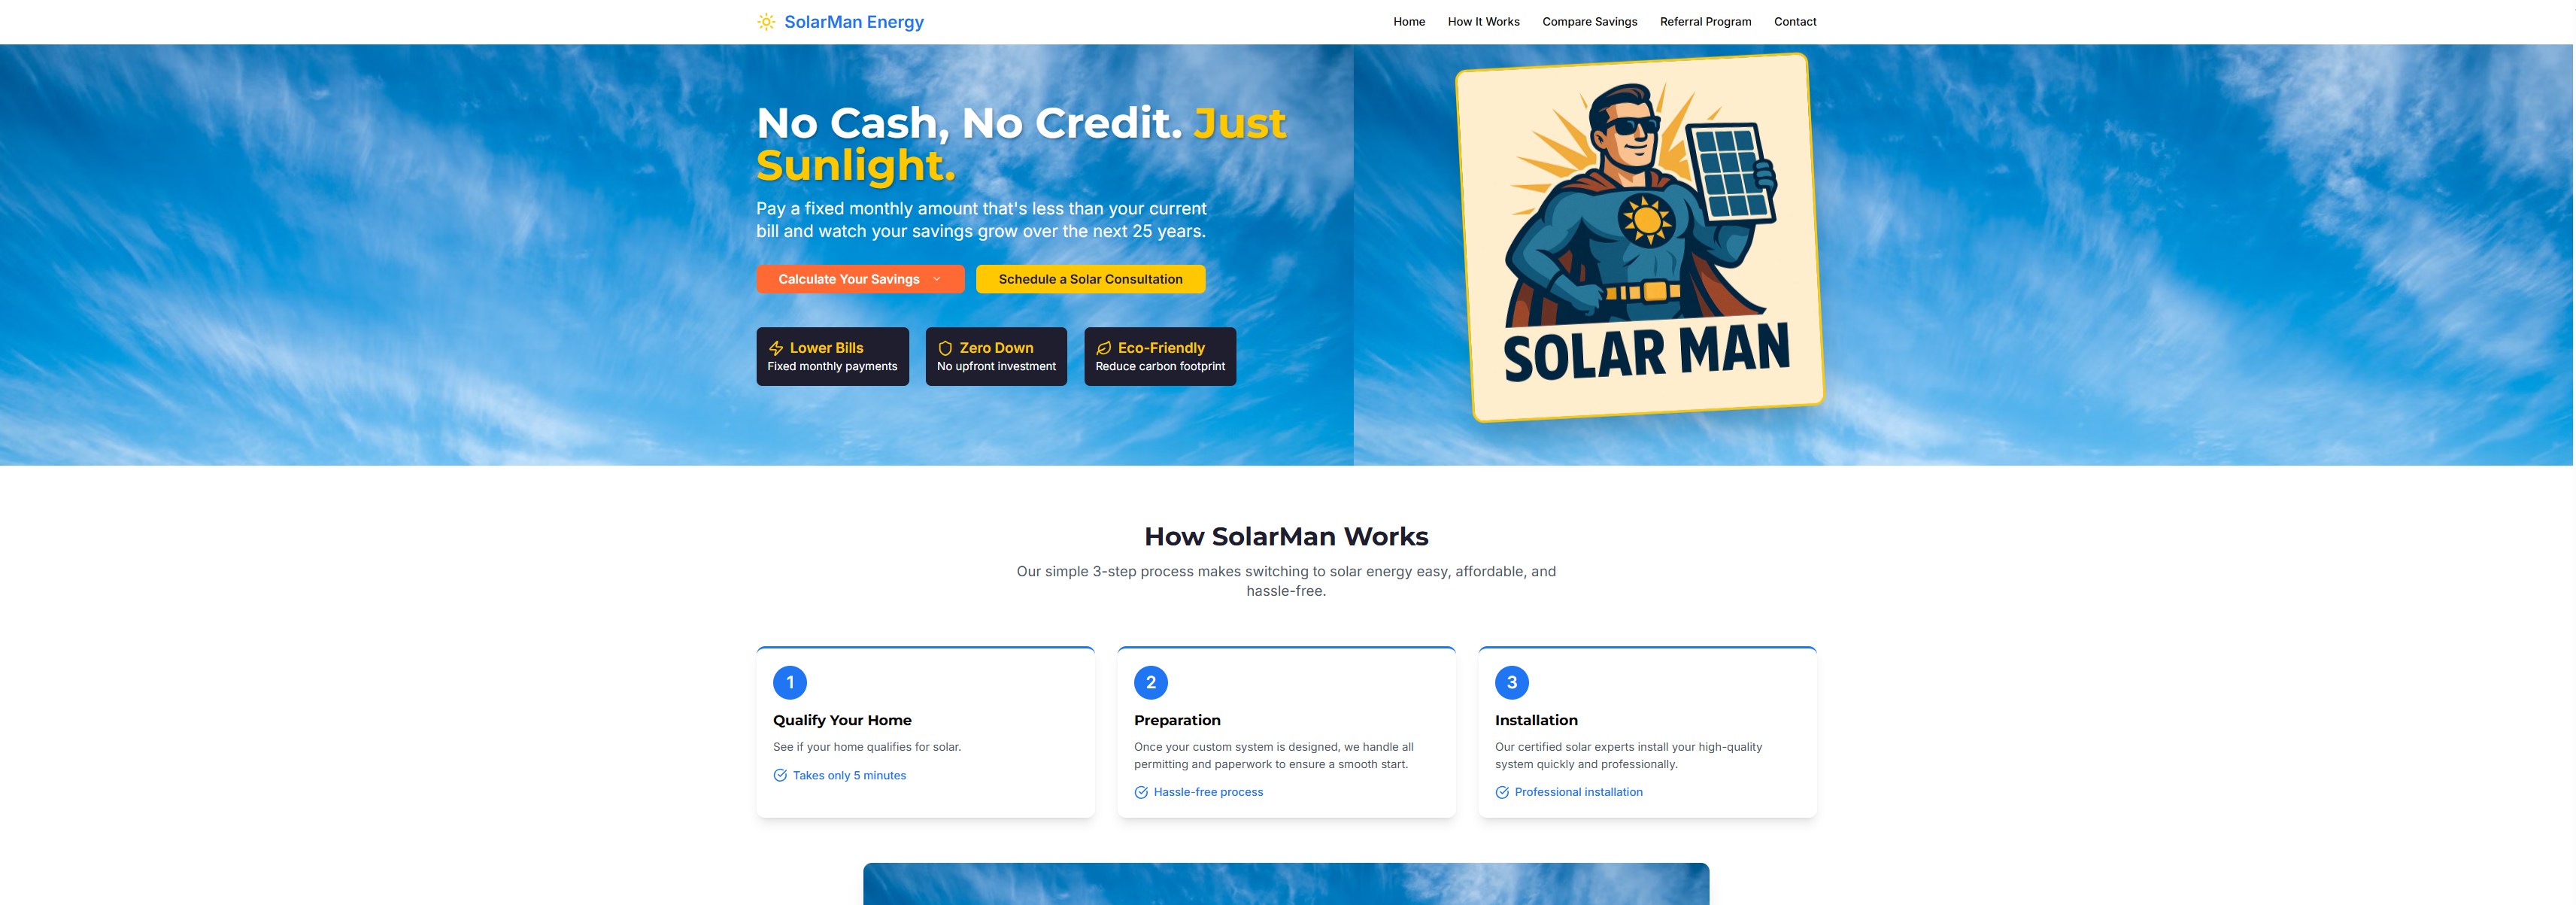 SolarMan Energy
Home How It Works Compare Savings Referral Program Contact
No Cash, No Credit. Just
Sunlight.
Pay a fixed monthly amount that's less than your current
bill and watch your savings grow over the next 25 years.
Calculate Your Savings
Schedule a Solar Consultation
Lower Bills
Fixed monthly payments
Zero Down
No upfront investment
Eco-Friendly
Reduce carbon footprint
SOLAR MAN
How SolarMan Works
Our simple 3-step process makes switching to solar energy easy, affordable, and
hassle-free.
1
Qualify Your Home
See if your home qualifies for solar.
Takes only 5 minutes
2
Preparation
Once your custom system is designed, we handle all
permitting and paperwork to ensure a smooth start.
Hassle-free process
3
Installation
Our certified solar experts install your high-quality
system quickly and professionally.
Professional installation